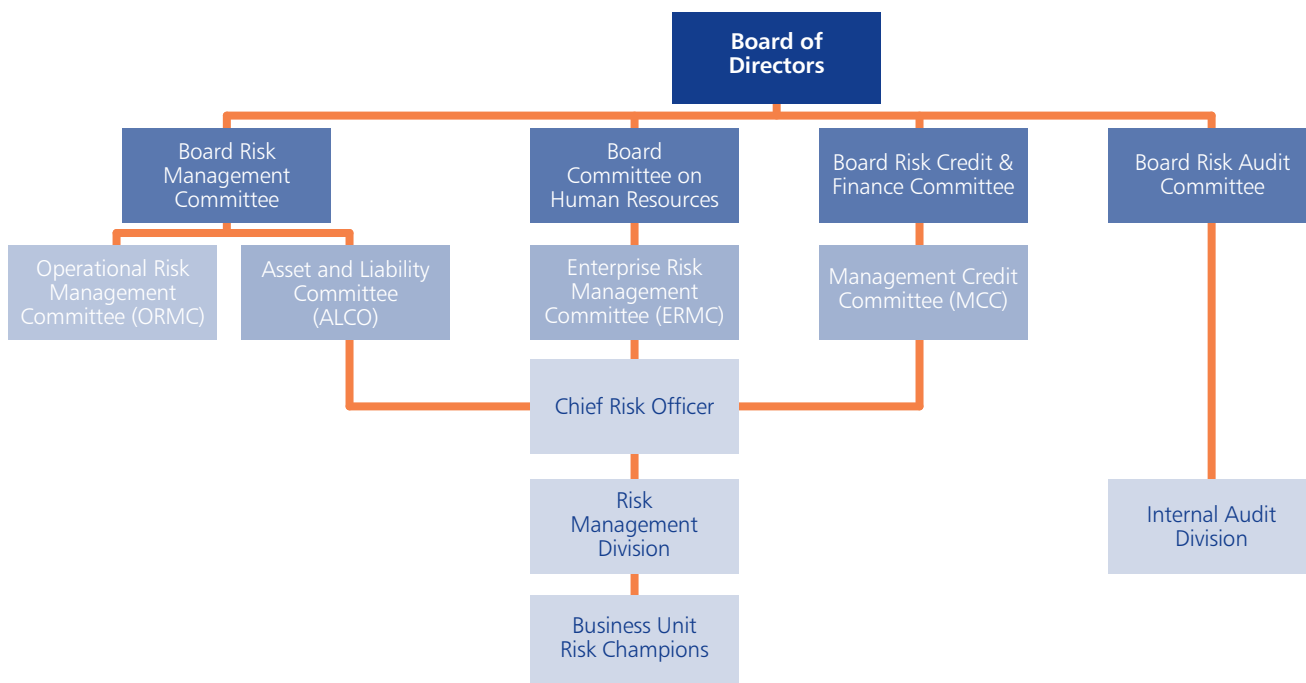 Board of
Directors
Board Risk
Management
Committee
Board
Committee on
Human Resources
Board Risk Credit &
Finance Committee
Board Risk Audit
Committee
Operational Risk
Management
Committee (ORMC)
Asset and Liability
Committee
(ALCO)
Enterprise Risk
Management
Committee (ERMC)
Management Credit
Committee (MCC)
Chief Risk Officer
Risk
Management
Division
Internal Audit
Division
Business Unit
Risk Champions